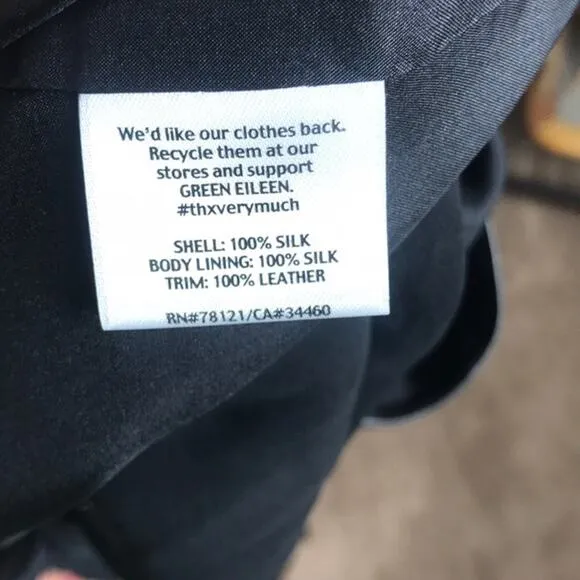 We'd like our clothes back.
Recycle them at our
stores and support
GREEN EILEEN.
#thxverymuch
SHELL: 100% SILK
BODY LINING: 100% SILK
TRIM: 100% LEATHER
RN#78121/CA#34460